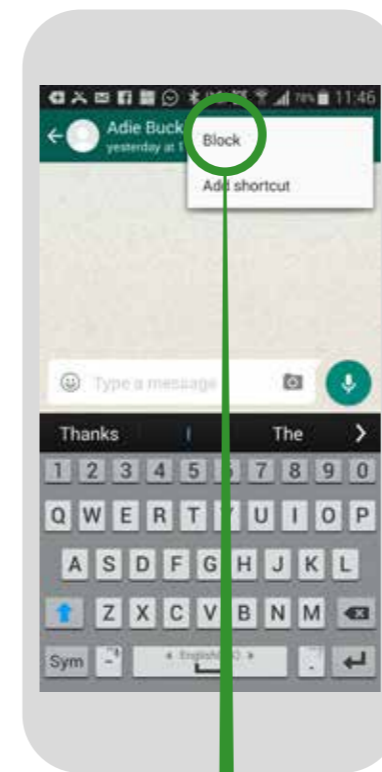 11:46
Adie Buck
yesterday at 1
Block
Add shortcut
Type a message
Thanks I The
1 2 3 4 5 6 7 8 9 0
Q W E R T Y U I O P
A S D F G H J K L
Z X C V B N M
Sym